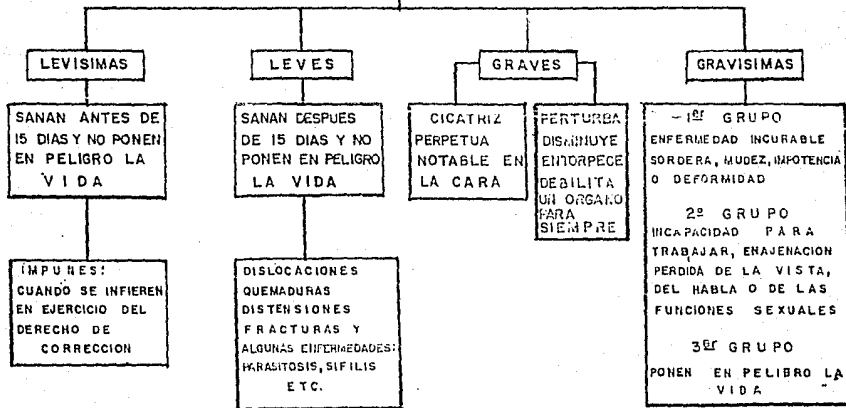 LEVISIMAS
SANAN ANTES DE
15 DIAS Y NO PONEN
EN PELIGRO LA
VIDA
IMPUNES:
CUANDO SE INFIEREN
EN EJERCICIO DEL
DERECHO DE
CORRECCION
LEVES
SANAN DESPUES
DE 15 DIAS Y NO
PONEN EN PELIGRO
LA VIDA
DISLOCACIONES
QUEMADURAS
DISTENSIONES
FRACTURAS Y
ALGUNAS ENFERMEDADES:
PARASITOSIS, SIFILIS
ETC.
GRAVES
CICATRIZ
PERPETUA
NOTABLE EN
LA CARA
PERTURBA
DISMINUYE
ENTORPECE
DEBILITA
UN ORGANO
PARA
SIEMPRE
GRAVISIMAS
-1er GRUPO
ENFERMEDAD INCURABLE
SORDERA, MUDEZ, IMPOTENCIA
O DEFORMIDAD
2º GRUPO
INCAPACIDAD PARA
TRABAJAR, ENAJENACION
PERDIDA DE LA VISTA,
DEL HABLA O DE LAS
FUNCIONES SEXUALES
3er GRUPO
PONEN EN PELIBRO LA
VIDA